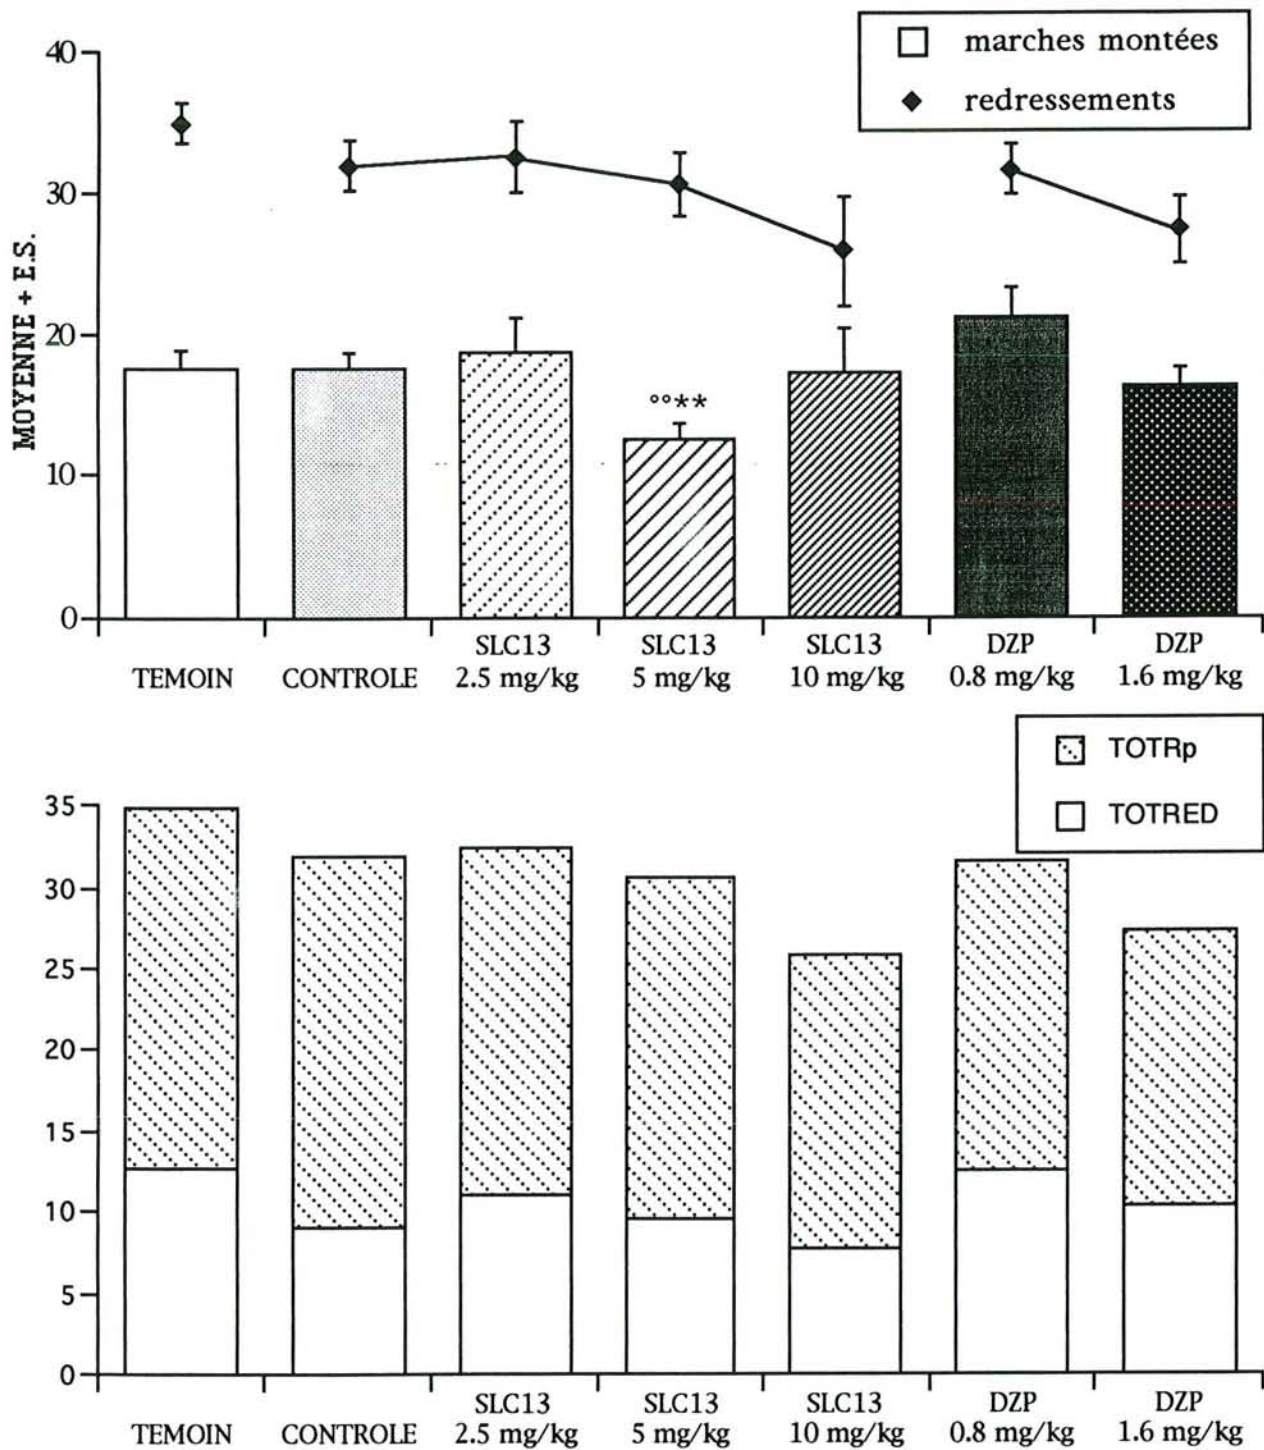 marches montées
redressements
MOYENNE + E.S.
40
30
20
10
0
°°**
TEMOIN
CONTROLE
SLC13
2.5 mg/kg
SLC13
5 mg/kg
SLC13
10 mg/kg
DZP
0.8 mg/kg
DZP
1.6 mg/kg
TOTRp
TOTRED
35
30
25
20
15
10
5
0
TEMOIN
CONTROLE
SLC13
2.5 mg/kg
SLC13
5 mg/kg
SLC13
10 mg/kg
DZP
0.8 mg/kg
DZP
1.6 mg/kg